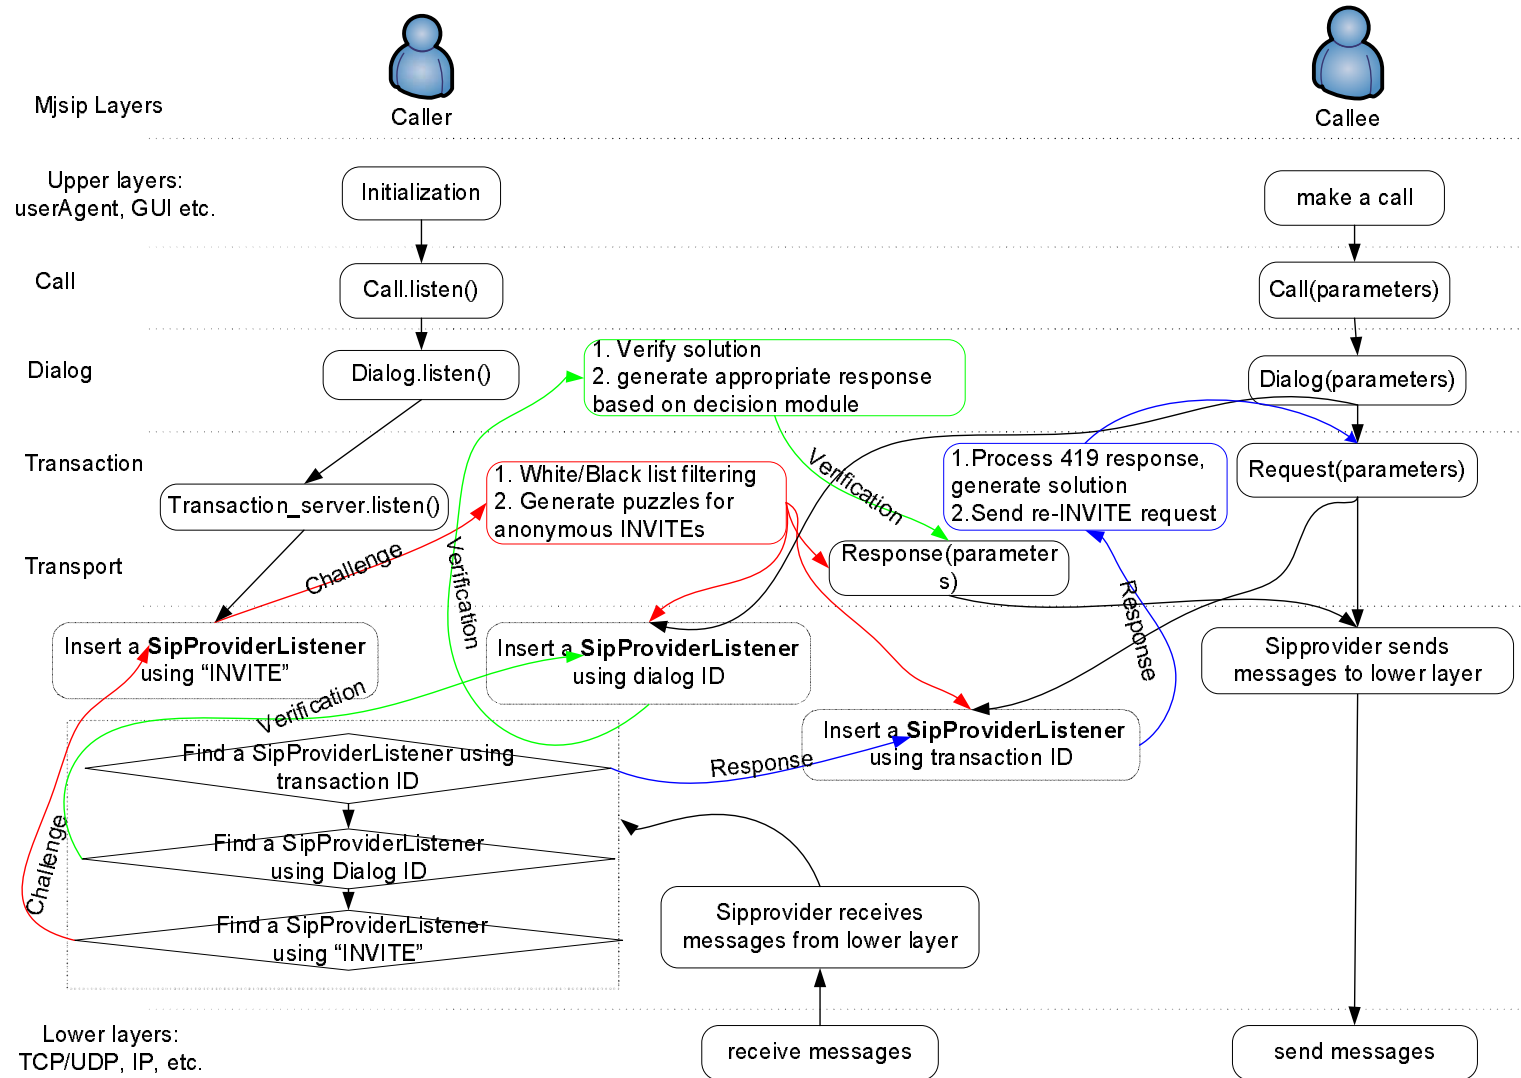 Mjsip Layers
Caller
Callee
Upper layers:
userAgent, GUI etc.
Initialization
make a call
Call
Call.listen()
Call(parameters)
Dialog
Dialog.listen()
1. Verify solution
2. generate appropriate response
based on decision module
Dialog(parameters)
Transaction
Transaction_server.listen()
1. White/Black list filtering
2. Generate puzzles for
anonymous INVITEs
Verification
1.Process 419 response,
generate solution
2.Send re-INVITE request
Request(parameters)
Transport
Challenge
Verification
Response(parameter
s)
Response
Insert a SipProviderListener
using “INVITE”
Insert a SipProviderListener
using dialog ID
Sipprovider sends
messages to lower layer
Verification
Insert a SipProviderListener
using transaction ID
Find a SipProviderListener using
transaction ID
Response
Challenge
Find a SipProviderListener
using Dialog ID
Find a SipProviderListener
using “INVITE”
Sipprovider receives
messages from lower layer
Lower layers:
TCP/UDP, IP, etc.
receive messages
send messages